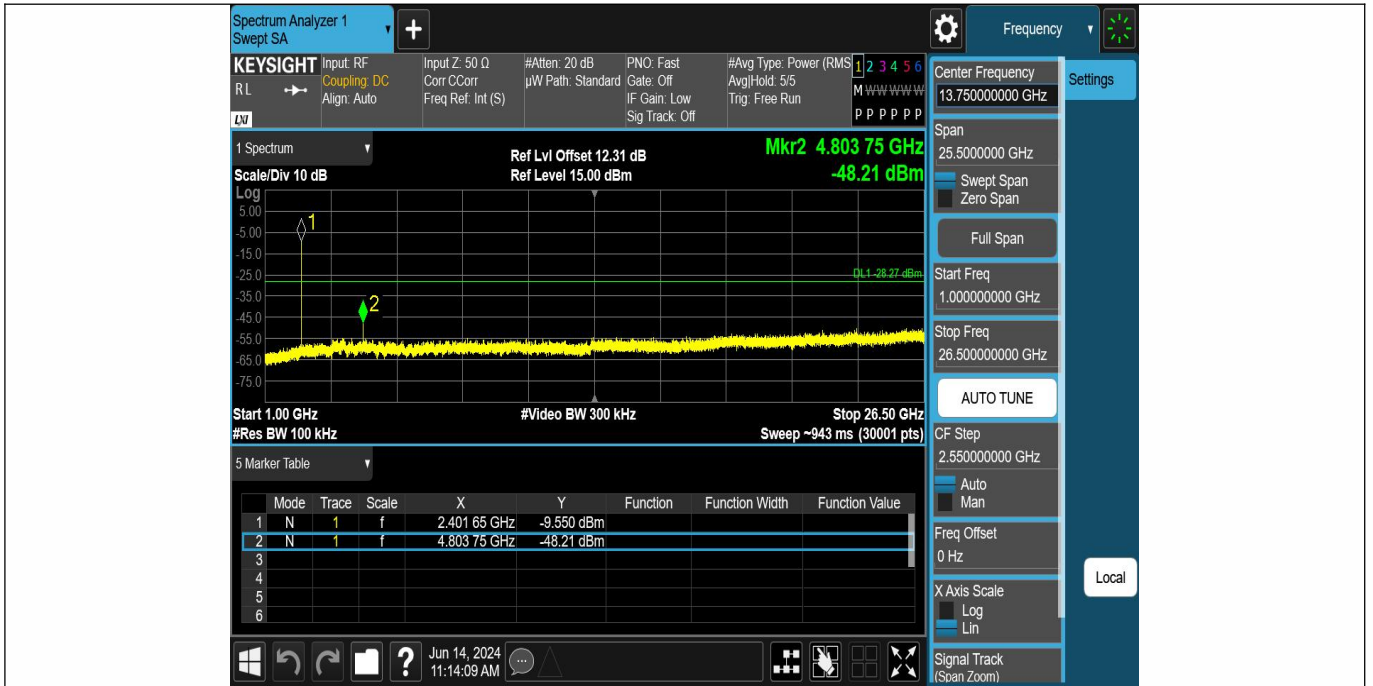 Spectrum Analyzer 1
Swept SA
+
Frequency
KEYSIGHT
RL
LXI
Input: RF
Coupling: DC
Align: Auto
Input Z: 50 Ω
Corr CCorr
Freq Ref: Int (S)
#Atten: 20 dB
µW Path: Standard
PNO: Fast
Gate: Off
IF Gain: Low
Sig Track: Off
#Avg Type: Power (RMS
Avg|Hold: 5/5
Trig: Free Run
1 2 3 4 5 6
M W W W W W
P P P P P P
1 Spectrum
Scale/Div 10 dB
Ref Lvl Offset 12.31 dB
Ref Level 15.00 dBm
Mkr2 4.803 75 GHz
-48.21 dBm
Log
5.00
-5.00
-15.0
-25.0
-35.0
-45.0
-55.0
-65.0
-75.0
1
2
DL1 -28.27 dBm
Start 1.00 GHz
#Video BW 300 kHz
Stop 26.50 GHz
#Res BW 100 kHz
Sweep ~943 ms (30001 pts)
5 Marker Table
Mode Trace Scale X Y Function Function Width Function Value
1 N 1 f 2.401 65 GHz -9.550 dBm
2 N 1 f 4.803 75 GHz -48.21 dBm
3
4
5
6
?
Jun 14, 2024
11:14:09 AM
Center Frequency
13.750000000 GHz
Settings
Span
25.5000000 GHz
Swept Span
Zero Span
Full Span
Start Freq
1.000000000 GHz
Stop Freq
26.500000000 GHz
AUTO TUNE
CF Step
2.550000000 GHz
Auto
Man
Freq Offset
0 Hz
X Axis Scale
Log
Lin
Local
Signal Track
(Span Zoom)